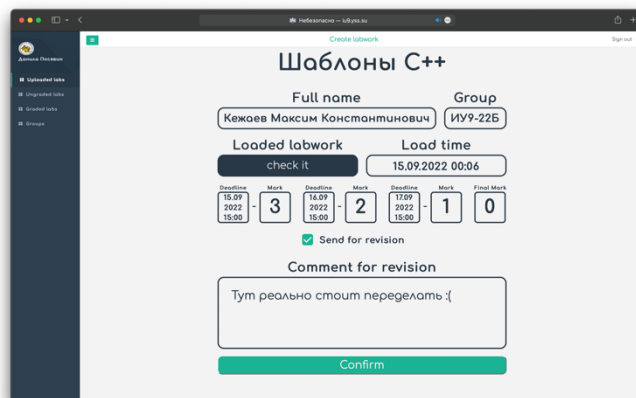 Небезопасно — iu9.yss.su
Create labwork
Sign out
Данила Посевин
Uploaded labs
Ungraded labs
Graded labs
Groups
Шаблоны C++
Full name
Group
Кежаев Максим Константинович
ИУ9-22Б
Loaded labwork
Load time
check it
15.09.2022 00:06
Deadline Mark Deadline Mark Deadline Mark Final Mark
15.09 2022 15:00 - 3
16.09 2022 15:00 - 2
17.09 2022 15:00 - 1
0
Send for revision
Comment for revision
Тут реально стоит переделать :(
Confirm